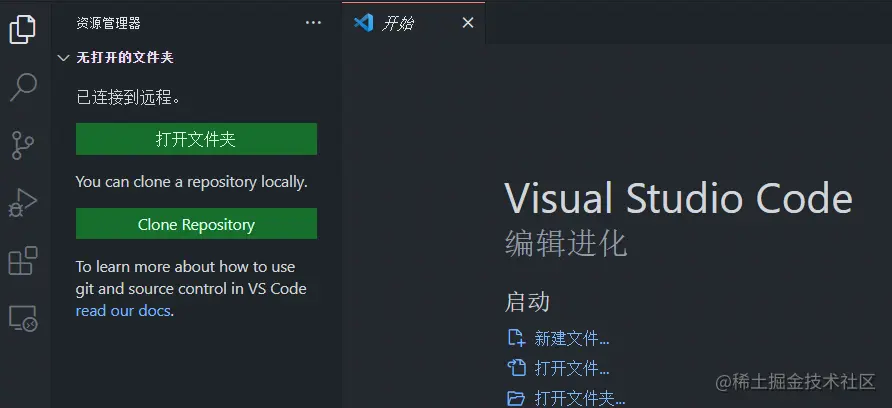 资源管理器
开始
无打开的文件夹
已连接到远程。
打开文件夹
You can clone a repository locally.
Clone Repository
To learn more about how to use
git and source control in VS Code
read our docs.
Visual Studio Code
编辑进化
启动
新建文件...
打开文件...
打开文件夹...
@稀土掘金技术社区